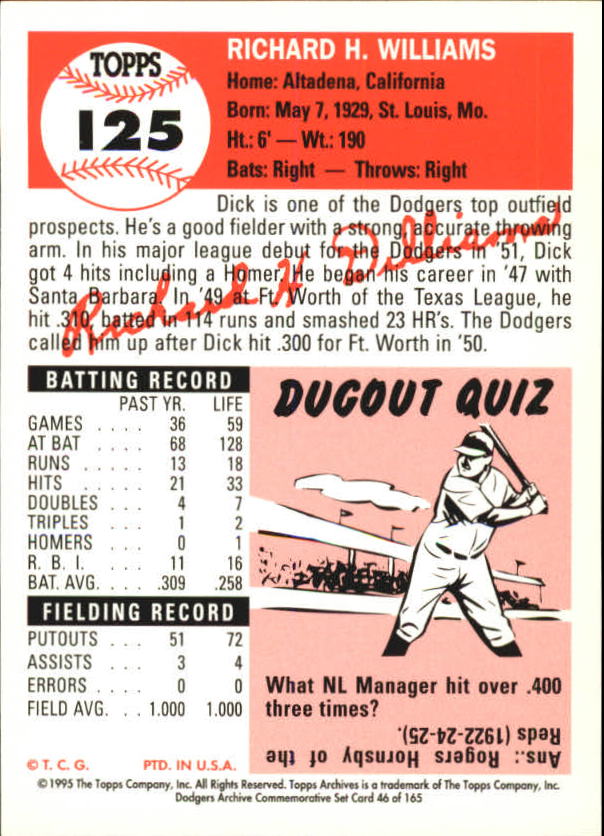 TOPPS
125
RICHARD H. WILLIAMS
Home: Altadena, California
Born: May 7, 1929, St. Louis, Mo.
Ht.: 6' — Wt.: 190
Bats: Right — Throws: Right
Dick is one of the Dodgers top outfield
prospects. He's a good fielder with a strong, accurate throwing
arm. In his major league debut for the Dodgers in '51, Dick
got 4 hits including a Homer. He began his career in '47 with
Santa Barbara. In '49 at Ft. Worth of the Texas League, he
hit .310, batted in 114 runs and smashed 23 HR's. The Dodgers
called him up after Dick hit .300 for Ft. Worth in '50.
Richard H Williams
BATTING RECORD
PAST YR. LIFE
GAMES . . . . 36 59
AT BAT . . . . 68 128
RUNS . . . . . 13 18
HITS . . . . 21 33
DOUBLES . . . 4 7
TRIPLES . . . 1 2
HOMERS . . . 0 1
R. B. I. . . . . 11 16
BAT. AVG. . . . .309 .258
FIELDING RECORD
PUTOUTS . . . 51 72
ASSISTS . . . 3 4
ERRORS . . . . 0 0
FIELD AVG. . . 1.000 1.000
DUGOUT QUIZ
What NL Manager hit over .400
three times?
Ans.: Rogers Hornsby of the
Reds (1922-24-25).
© T. C. G. PTD. IN U.S.A.
© 1995 The Topps Company, Inc. All Rights Reserved. Topps Archives is a trademark of The Topps Company, Inc.
Dodgers Archive Commemorative Set Card 46 of 165